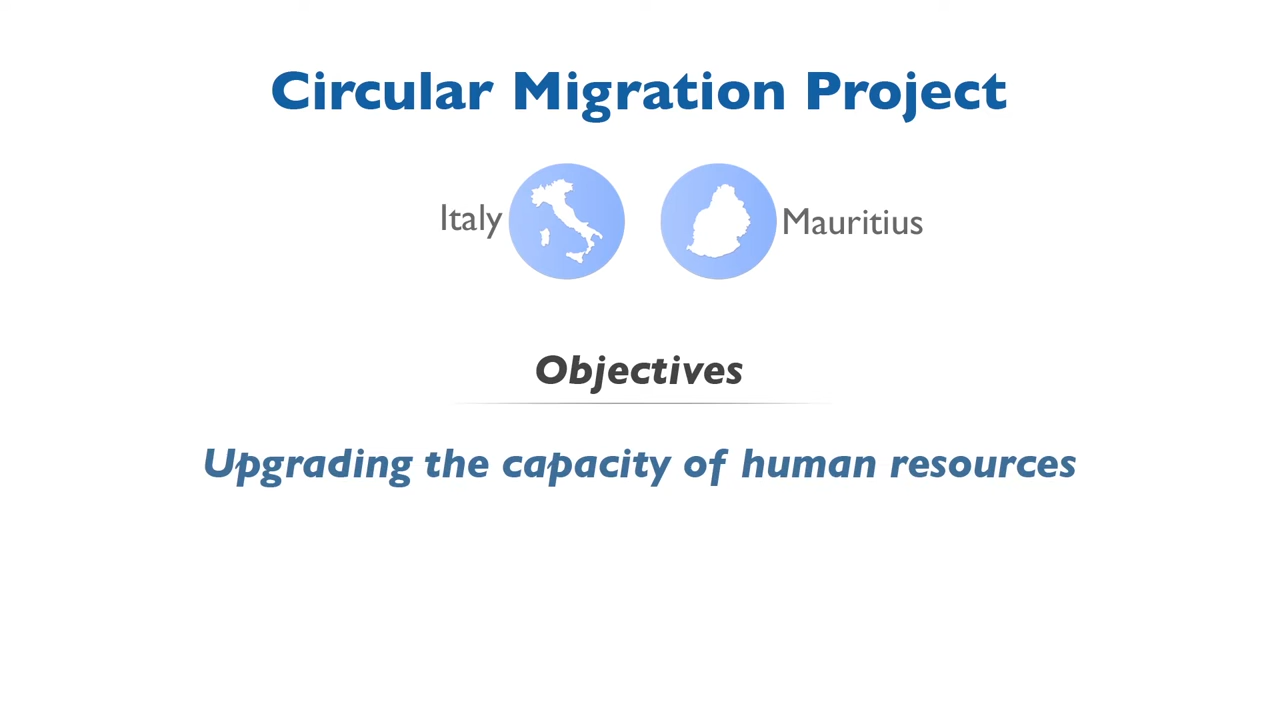 Circular Migration Project
Italy
Mauritius
Objectives
Upgrading the capacity of human resources